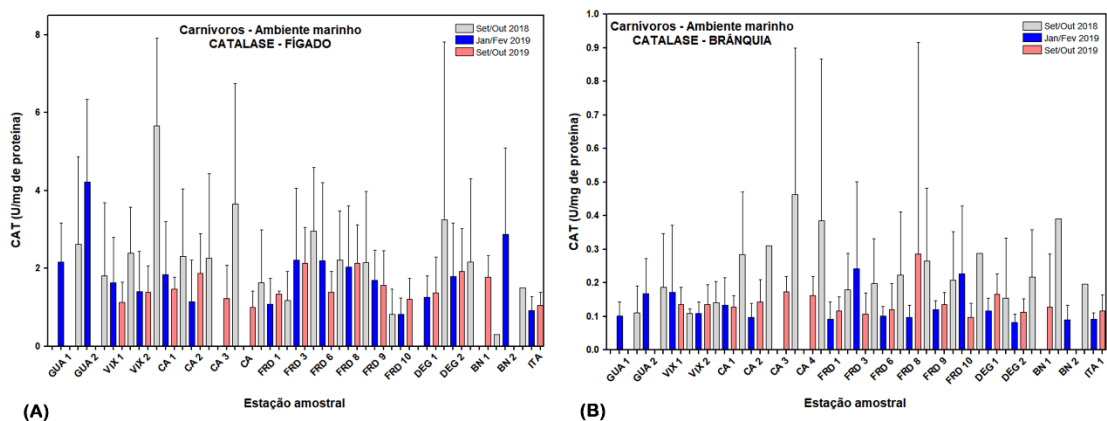 Carnívoros - Ambiente marinho
CATALASE - FÍGADO
Set/Out 2018
Jan/Fev 2019
Set/Out 2019
CAT (U/mg de proteína)
8
6
4
2
0
GUA 1 GUA 2 VIX 1 VIX 2 CA 1 CA 2 CA 3 CA FRD 1 FRD 3 FRD 6 FRD 8 FRD 9 FRD 10 DEG 1 DEG 2 BN 1 BN 2 ITA
Estação amostral
(A)
Carnívoros - Ambiente marinho
CATALASE - BRÂNQUIA
Set/Out 2018
Jan/Fev 2019
Set/Out 2019
CAT (U/mg de proteína)
1.0
0.9
0.8
0.7
0.6
0.5
0.4
0.3
0.2
0.1
0.0
GUA 1 GUA 2 VIX 1 VIX 2 CA 1 CA 2 CA 3 CA 4 FRD 1 FRD 3 FRD 6 FRD 8 FRD 9 FRD 10 DEG 1 DEG 2 BN 1 BN 2 ITA 1
Estação amostral
(B)